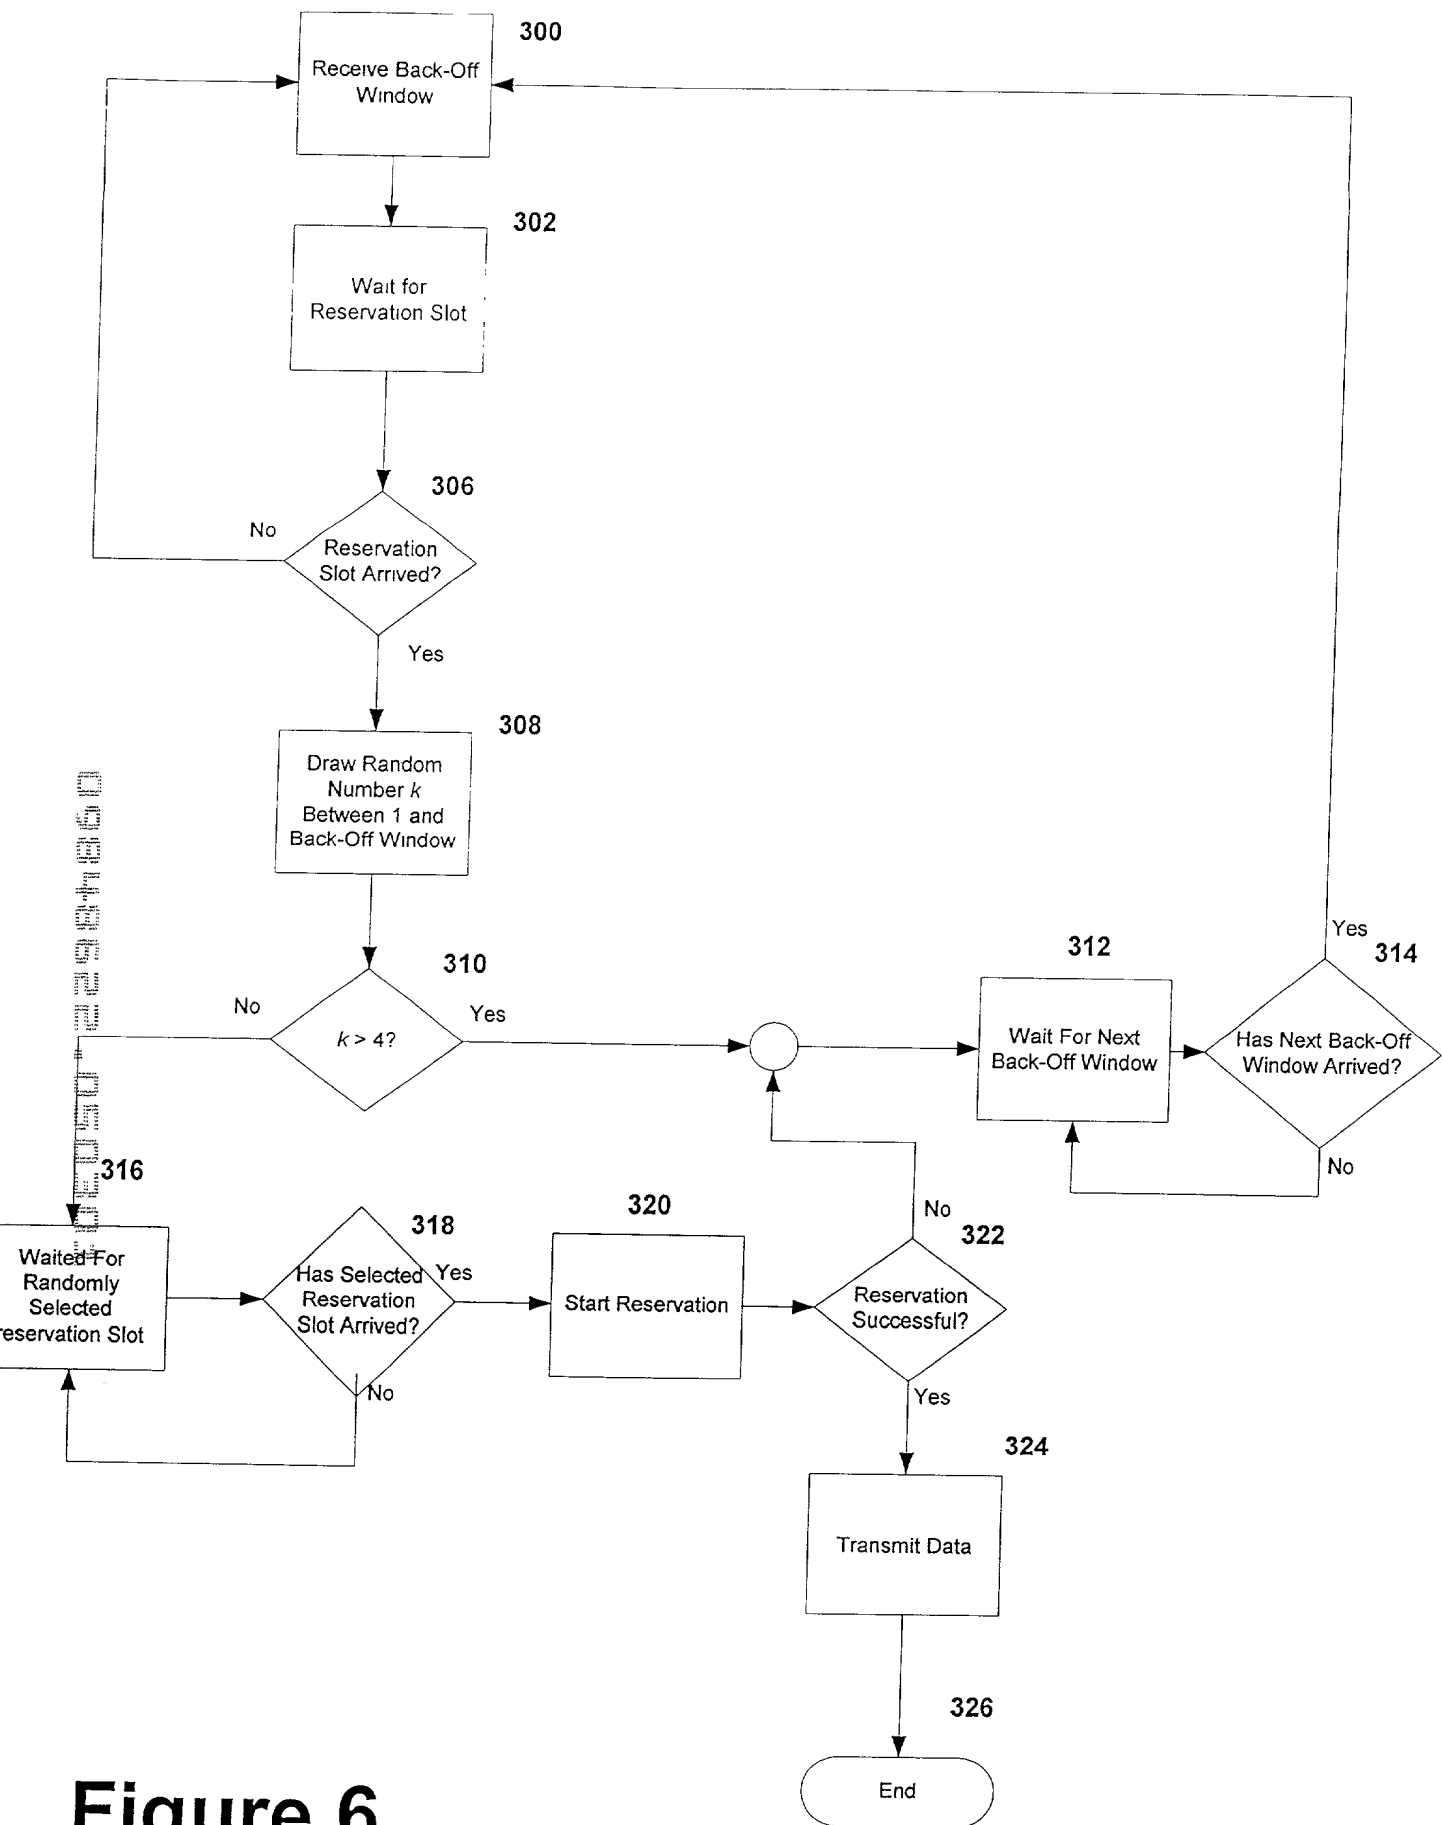 300
Receive Back-Off
Window
302
Wait for
Reservation Slot
306
No
Reservation
Slot Arrived?
Yes
308
Draw Random
Number k
Between 1 and
Back-Off Window
310
No
k > 4?
Yes
312
Wait For Next
Back-Off Window
Yes
314
Has Next Back-Off
Window Arrived?
No
316
Waited For
Randomly
Selected
reservation Slot
318
Has Selected
Reservation
Slot Arrived?
Yes
No
320
Start Reservation
No
322
Reservation
Successful?
Yes
324
Transmit Data
326
End
Figure 6